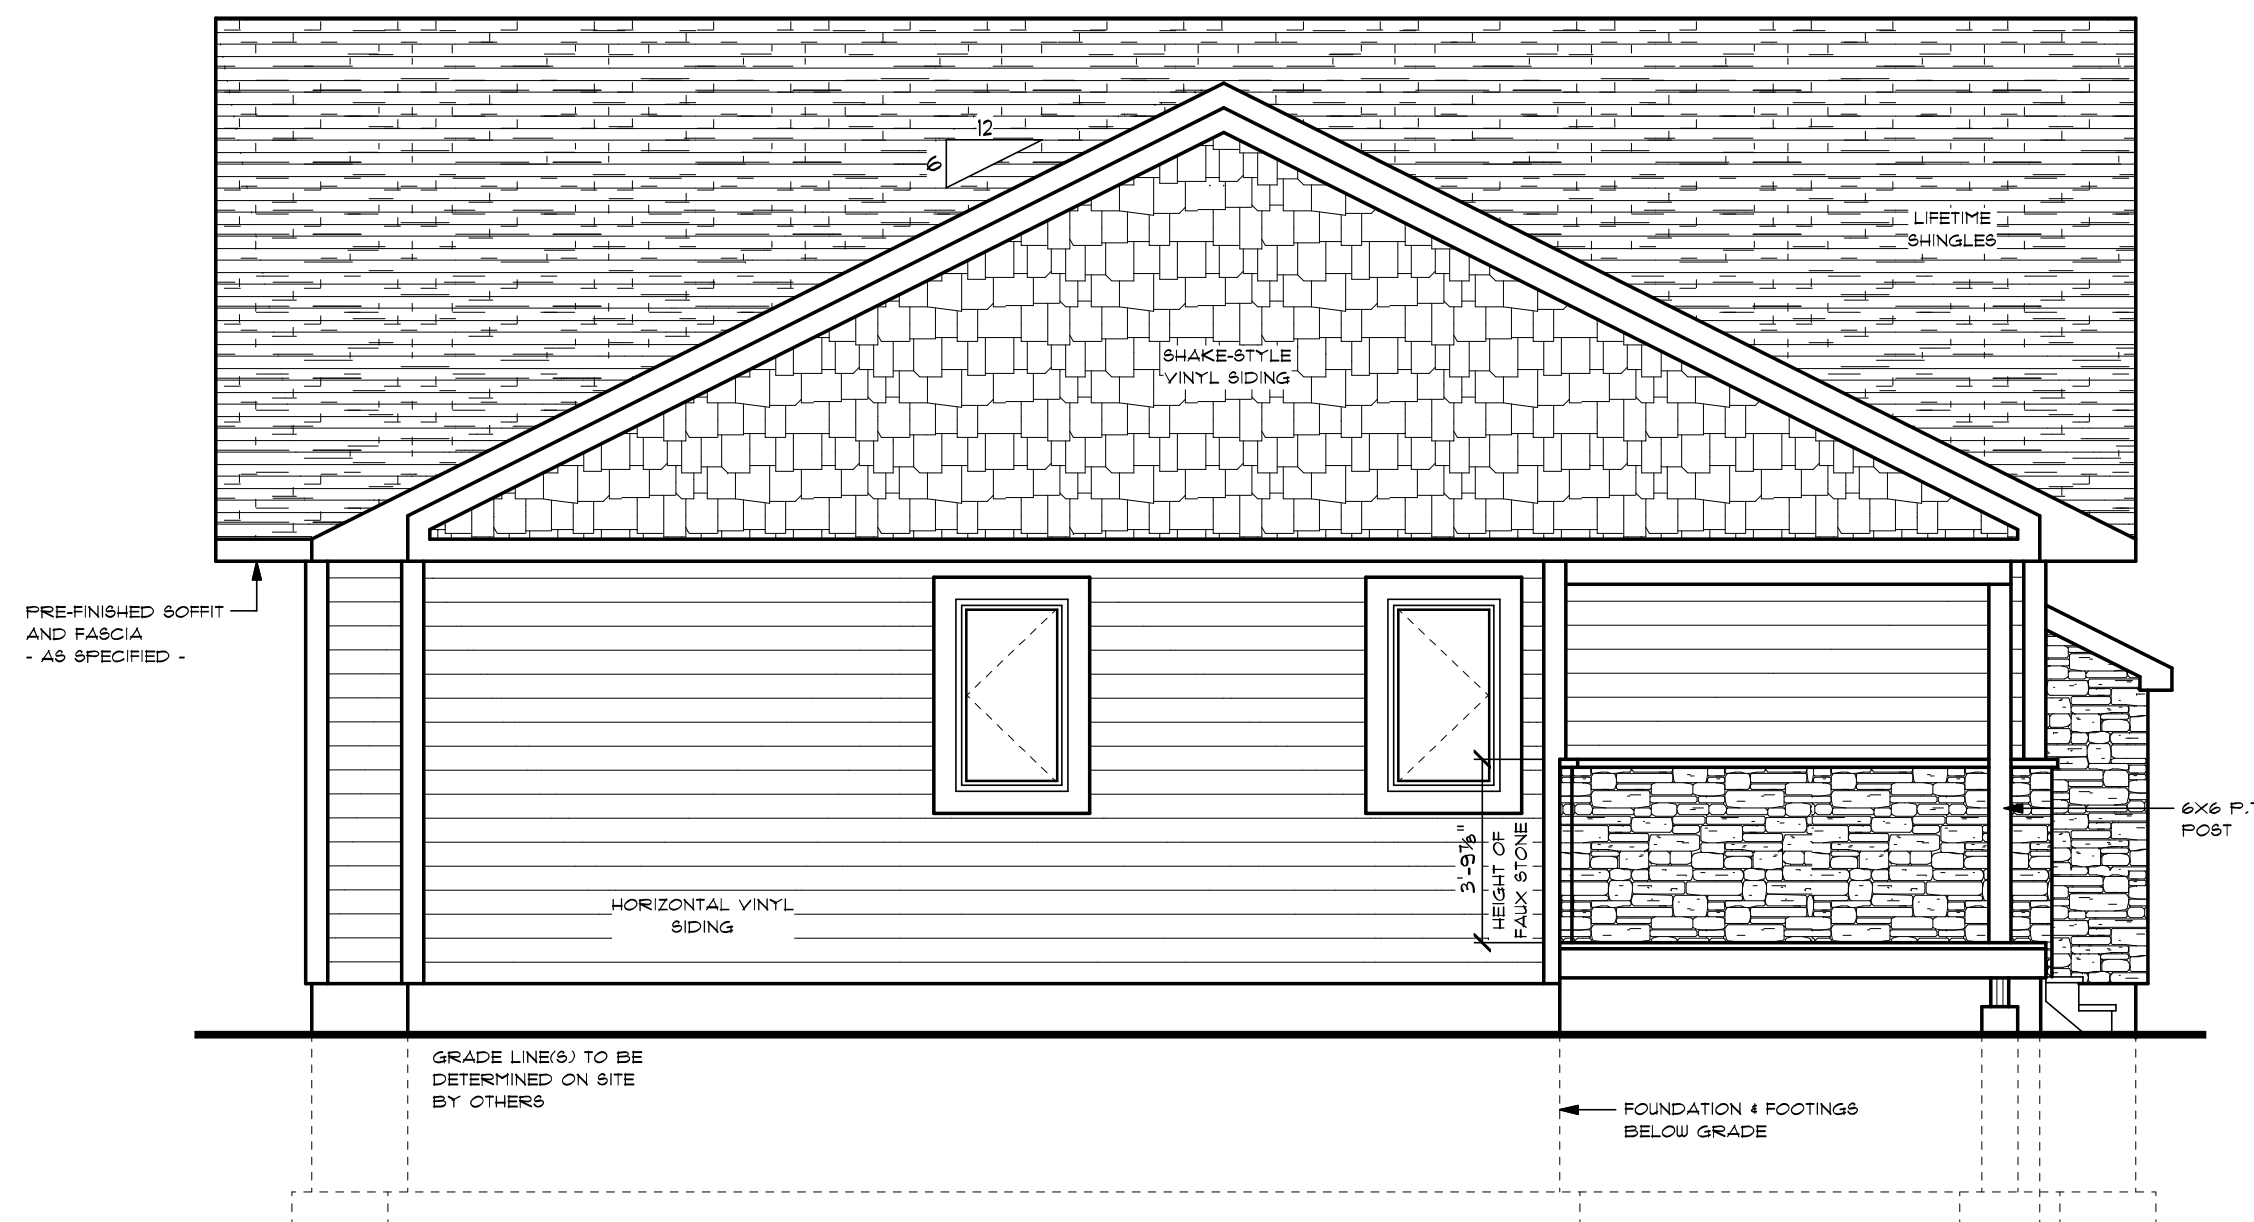 12
6
LIFETIME
SHINGLES
SHAKE-STYLE
VINYL SIDING
PRE-FINISHED SOFFIT
AND FASCIA
- AS SPECIFIED -
6X6 P.T
POST
3'-9⅞"
HEIGHT OF
FAUX STONE
HORIZONTAL VINYL
SIDING
GRADE LINE(S) TO BE
DETERMINED ON SITE
BY OTHERS
FOUNDATION & FOOTINGS
BELOW GRADE